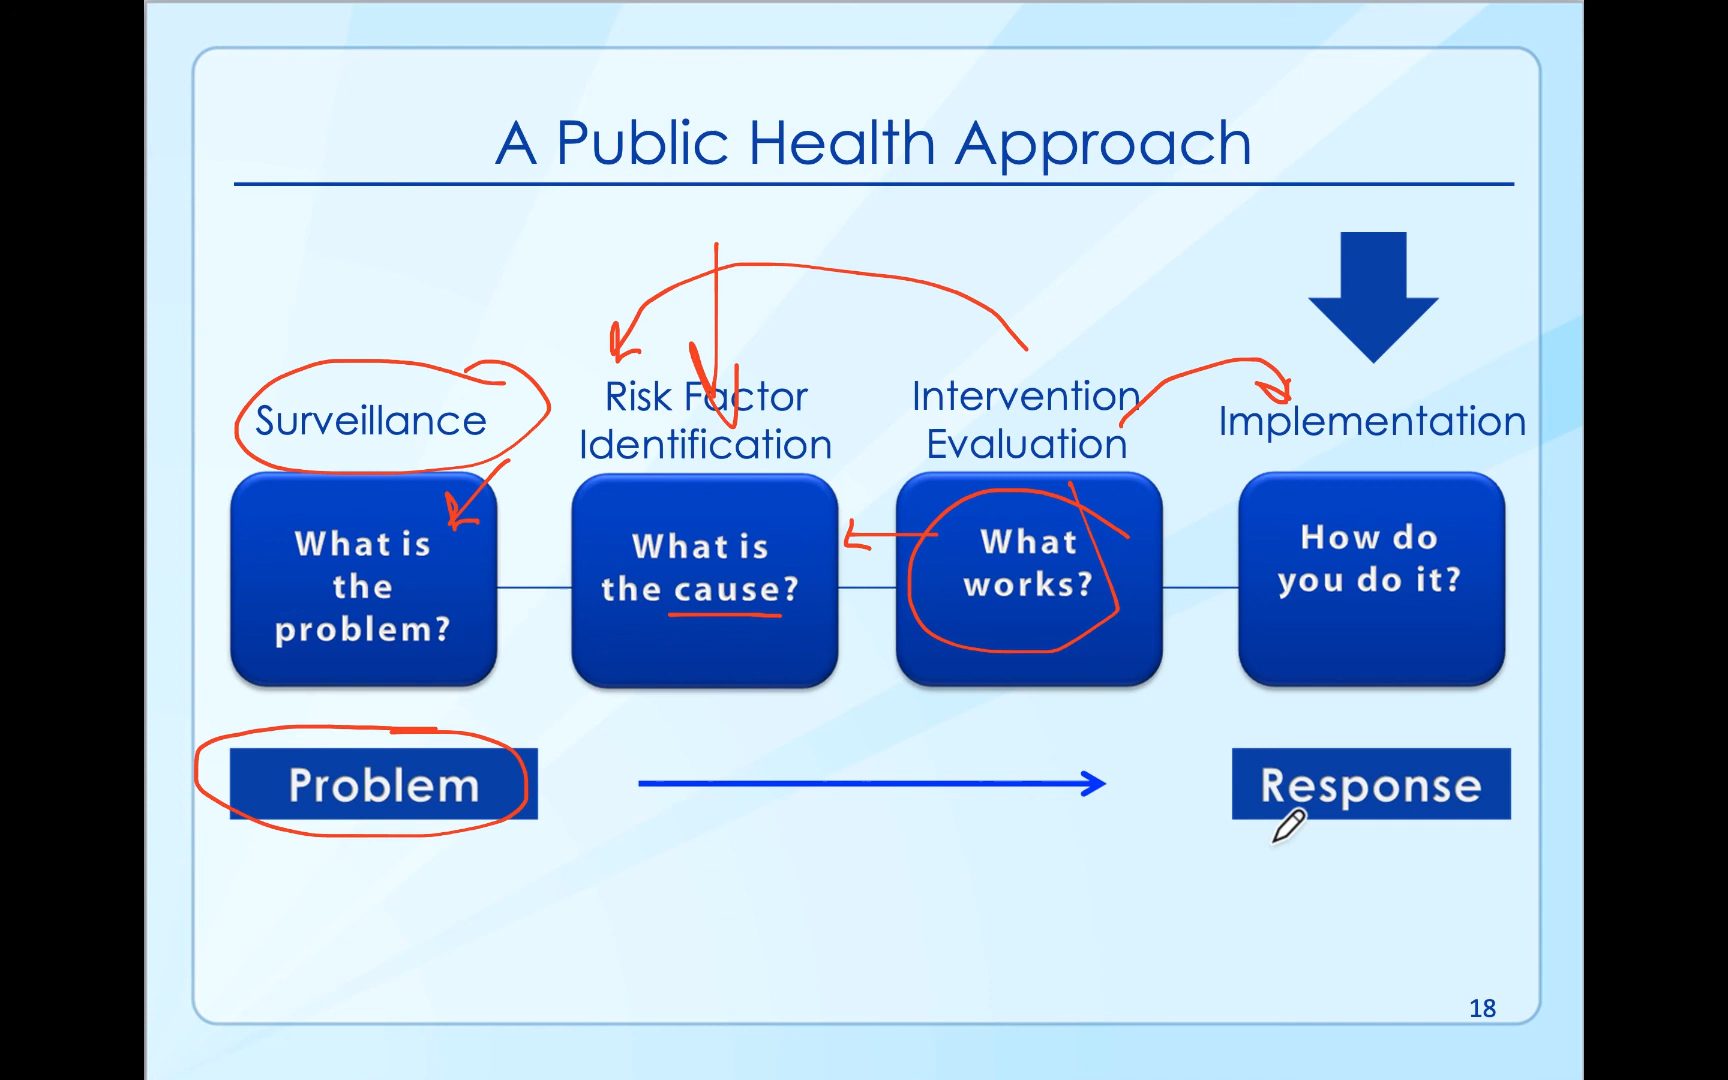 A Public Health Approach
Surveillance
Risk Factor
Identification
Intervention
Evaluation
Implementation
What is
the
problem?
What is
the cause?
What
works?
How do
you do it?
Problem
Response
18